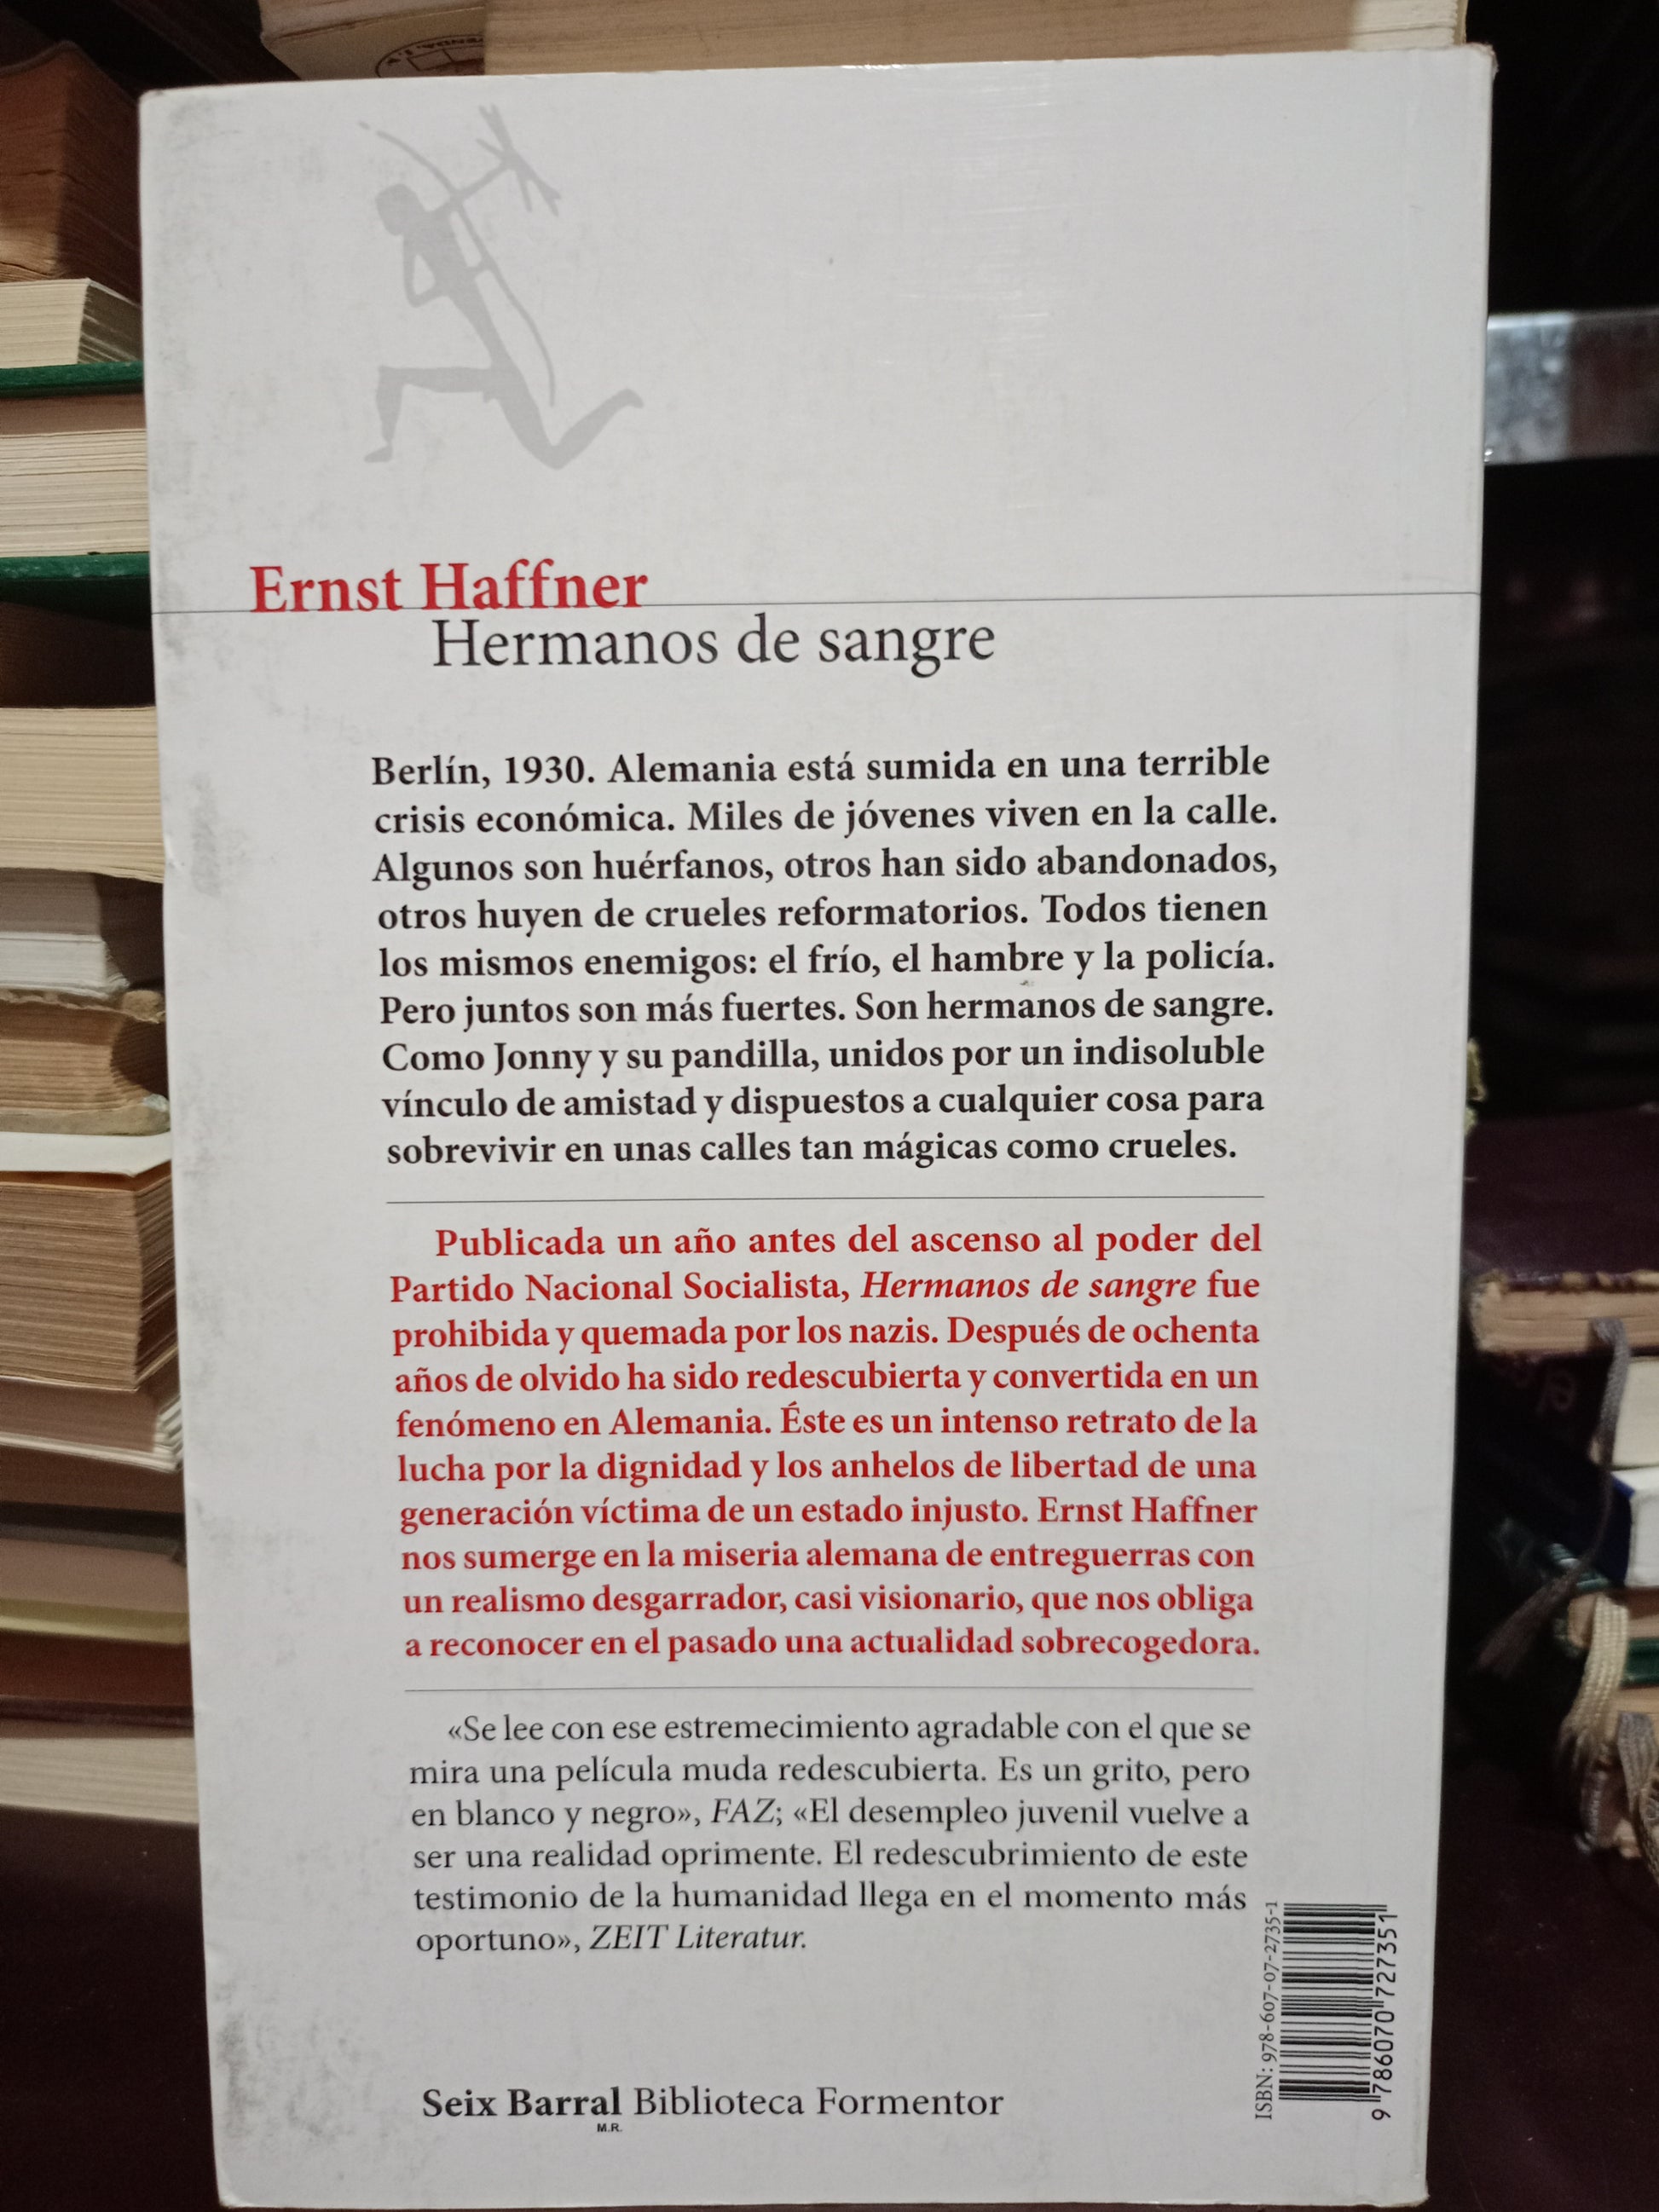 Ernst Haffner
Hermanos de sangre
Berlín, 1930. Alemania está sumida en una terrible
crisis económica. Miles de jóvenes viven en la calle.
Algunos son huérfanos, otros han sido abandonados,
otros huyen de crueles reformatorios. Todos tienen
los mismos enemigos: el frío, el hambre y la policía.
Pero juntos son más fuertes. Son hermanos de sangre.
Como Jonny y su pandilla, unidos por un indisoluble
vínculo de amistad y dispuestos a cualquier cosa para
sobrevivir en unas calles tan mágicas como crueles.
Publicada un año antes del ascenso al poder del
Partido Nacional Socialista, Hermanos de sangre fue
prohibida y quemada por los nazis. Después de ochenta
años de olvido ha sido redescubierta y convertida en un
fenómeno en Alemania. Éste es un intenso retrato de la
lucha por la dignidad y los anhelos de libertad de una
generación víctima de un estado injusto. Ernst Haffner
nos sumerge en la miseria alemana de entreguerras con
un realismo desgarrador, casi visionario, que nos obliga
a reconocer en el pasado una actualidad sobrecogedora.
«Se lee con ese estremecimiento agradable con el que se
mira una película muda redescubierta. Es un grito, pero
en blanco y negro», FAZ; «El desempleo juvenil vuelve a
ser una realidad oprimente. El redescubrimiento de este
testimonio de la humanidad llega en el momento más
oportuno», ZEIT Literatur.
Seix Barral Biblioteca Formentor
M.R.
ISBN: 978-607-07-2735-1
9 786070 727351